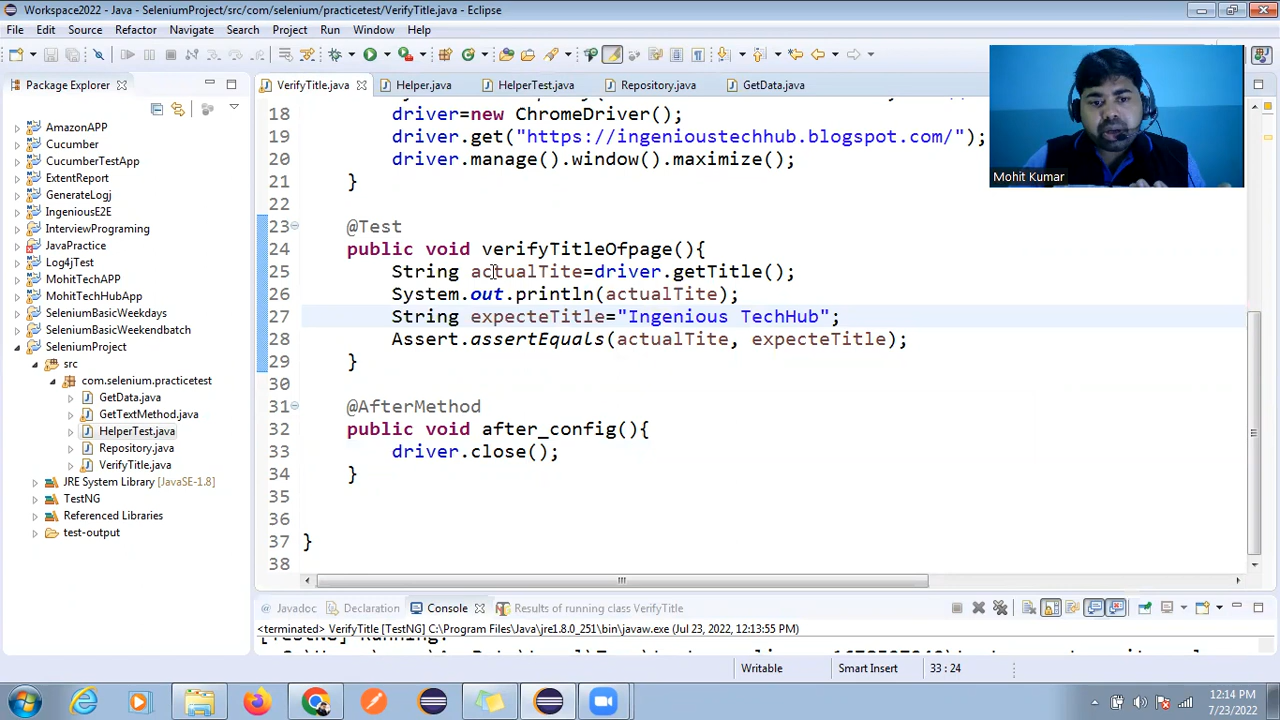 Workspace2022 - Java - SeleniumProject/src/com/selenium/practicetest/VerifyTitle.java - Eclipse
File Edit Source Refactor Navigate Search Project Run Window Help
Package Explorer
AmazonAPP
Cucumber
CucumberTestApp
ExtentReport
GenerateLogj
IngeniousE2E
InterviewPrograming
JavaPractice
Log4jTest
MohitTechAPP
MohitTechHubApp
SeleniumBasicWeekdays
SeleniumBasicWeekendbatch
SeleniumProject
src
com.selenium.practicetest
GetData.java
GetTextMethod.java
HelperTest.java
Repository.java
VerifyTitle.java
JRE System Library [JavaSE-1.8]
TestNG
Referenced Libraries
test-output
VerifyTitle.java Helper.java HelperTest.java Repository.java GetData.java
18 driver=new ChromeDriver();
19 driver.get("https://ingenioustechhub.blogspot.com/");
20 driver.manage().window().maximize();
21 }
22
23 @Test
24 public void verifyTitleOfpage(){
25 String actualTite=driver.getTitle();
26 System.out.println(actualTite);
27 String expecteTitle="Ingenious TechHub";
28 Assert.assertEquals(actualTite, expecteTitle);
29 }
30
31 @AfterMethod
32 public void after_config(){
33 driver.close();
34 }
35
36
37 }
38
Mohit Kumar
Javadoc Declaration Console Results of running class VerifyTitle
<terminated> VerifyTitle [TestNG] C:\Program Files\Java\jre1.8.0_251\bin\javaw.exe (Jul 23, 2022, 12:13:55 PM)
[TestNG] Running:
Writable Smart Insert 33 : 24
12:14 PM
7/23/2022